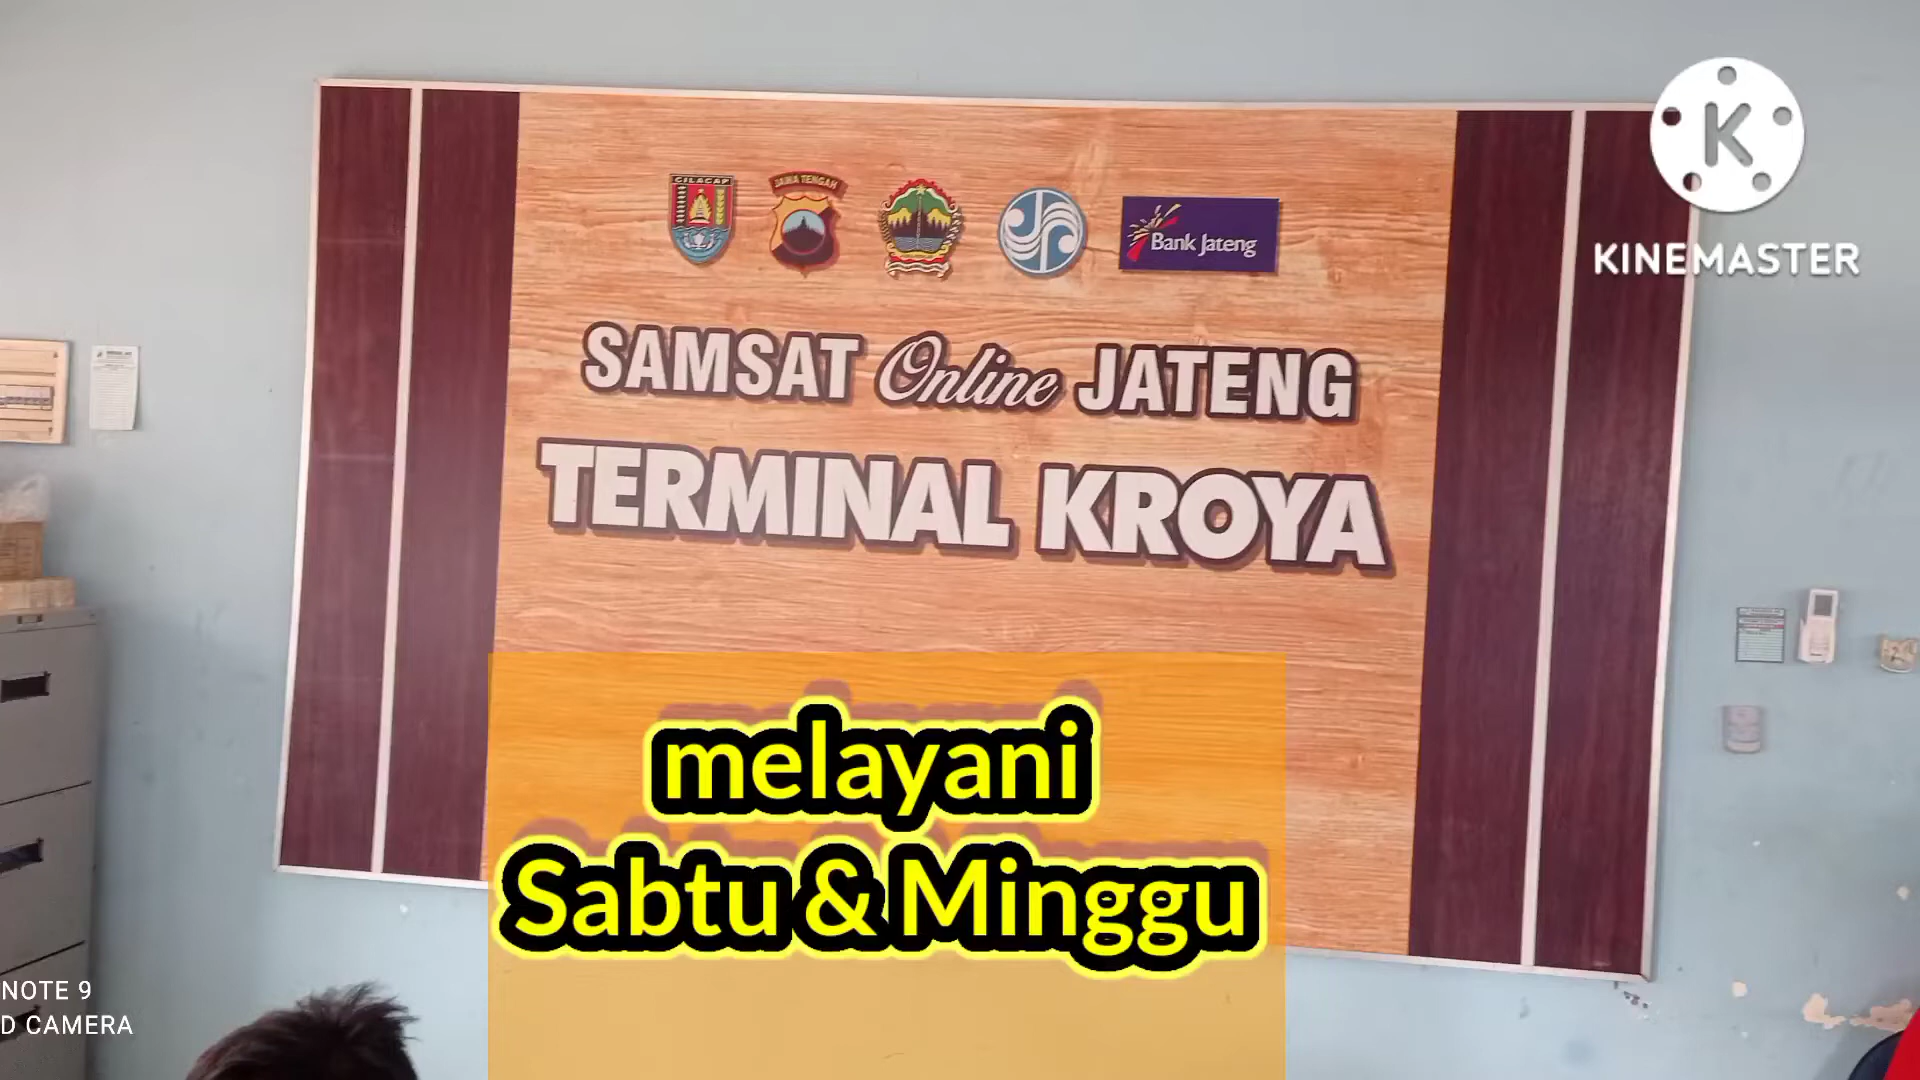 KINEMASTER
CILACAP
JAWA TENGAH
Bank Jateng
SAMSAT Online JATENG
TERMINAL KROYA
melayani
Sabtu & Minggu
NOTE 9
D CAMERA